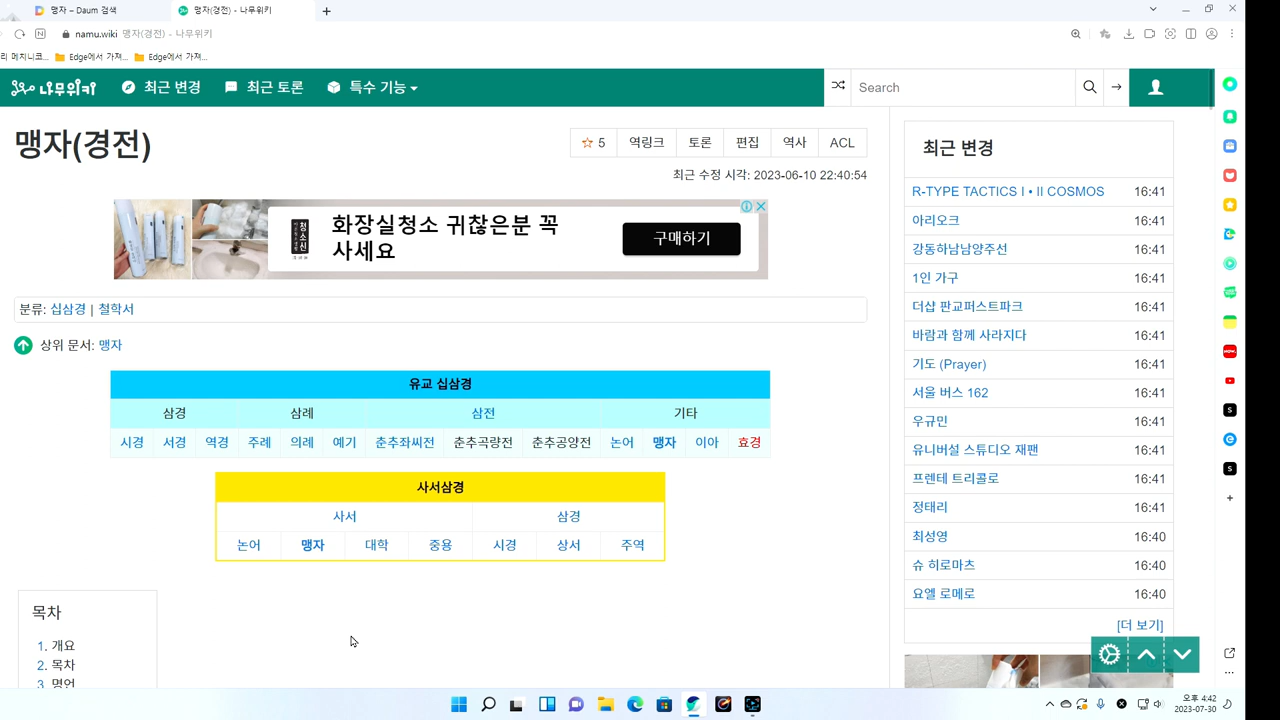 맹자 – Daum 검색
맹자(경전) - 나무위키
namu.wiki 맹자(경전) - 나무위키
리 메치니코... Edge에서 가져... Edge에서 가져...
나무위키 최근 변경 최근 토론 특수 기능 Search
맹자(경전)
5 역링크 토론 편집 역사 ACL
최근 수정 시각: 2023-06-10 22:40:54
청소신
화장실청소 귀찮은분 꼭
사세요
구매하기
분류: 십삼경 | 철학서
상위 문서: 맹자
유교 십삼경
삼경 삼례 삼전 기타
시경 서경 역경 주례 의례 예기 춘추좌씨전 춘추곡량전 춘추공양전 논어 맹자 이아 효경
사서삼경
사서 삼경
논어 맹자 대학 중용 시경 상서 주역
목차
1. 개요
2. 목차
3. 명언
최근 변경
R-TYPE TACTICS I • II COSMOS 16:41
아리오크 16:41
강동하남남양주선 16:41
1인 가구 16:41
더샵 판교퍼스트파크 16:41
바람과 함께 사라지다 16:41
기도 (Prayer) 16:41
서울 버스 162 16:41
우규민 16:41
유니버설 스튜디오 재팬 16:41
프렌테 트리콜로 16:41
정태리 16:41
최성영 16:40
슈 히로마츠 16:40
요엘 로메로 16:40
[더 보기]
오후 4:42
2023-07-30